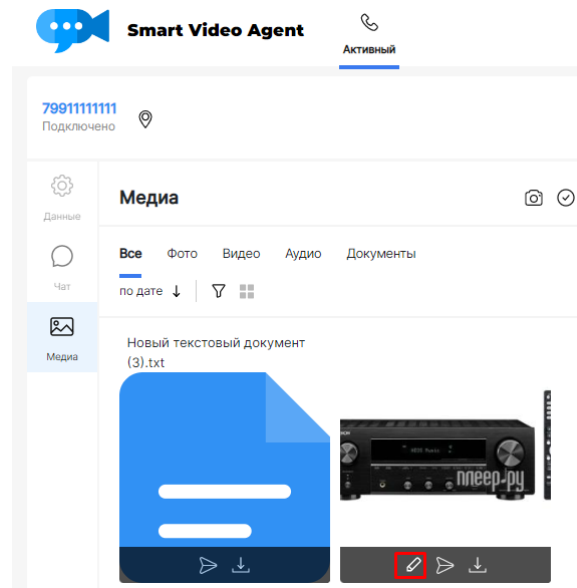 Smart Video Agent
Активный
79911111111
Подключено
Данные
Чат
Медиа
Медиа
Все Фото Видео Аудио Документы
по дате
Новый текстовый документ
(3).txt
плеер.ру